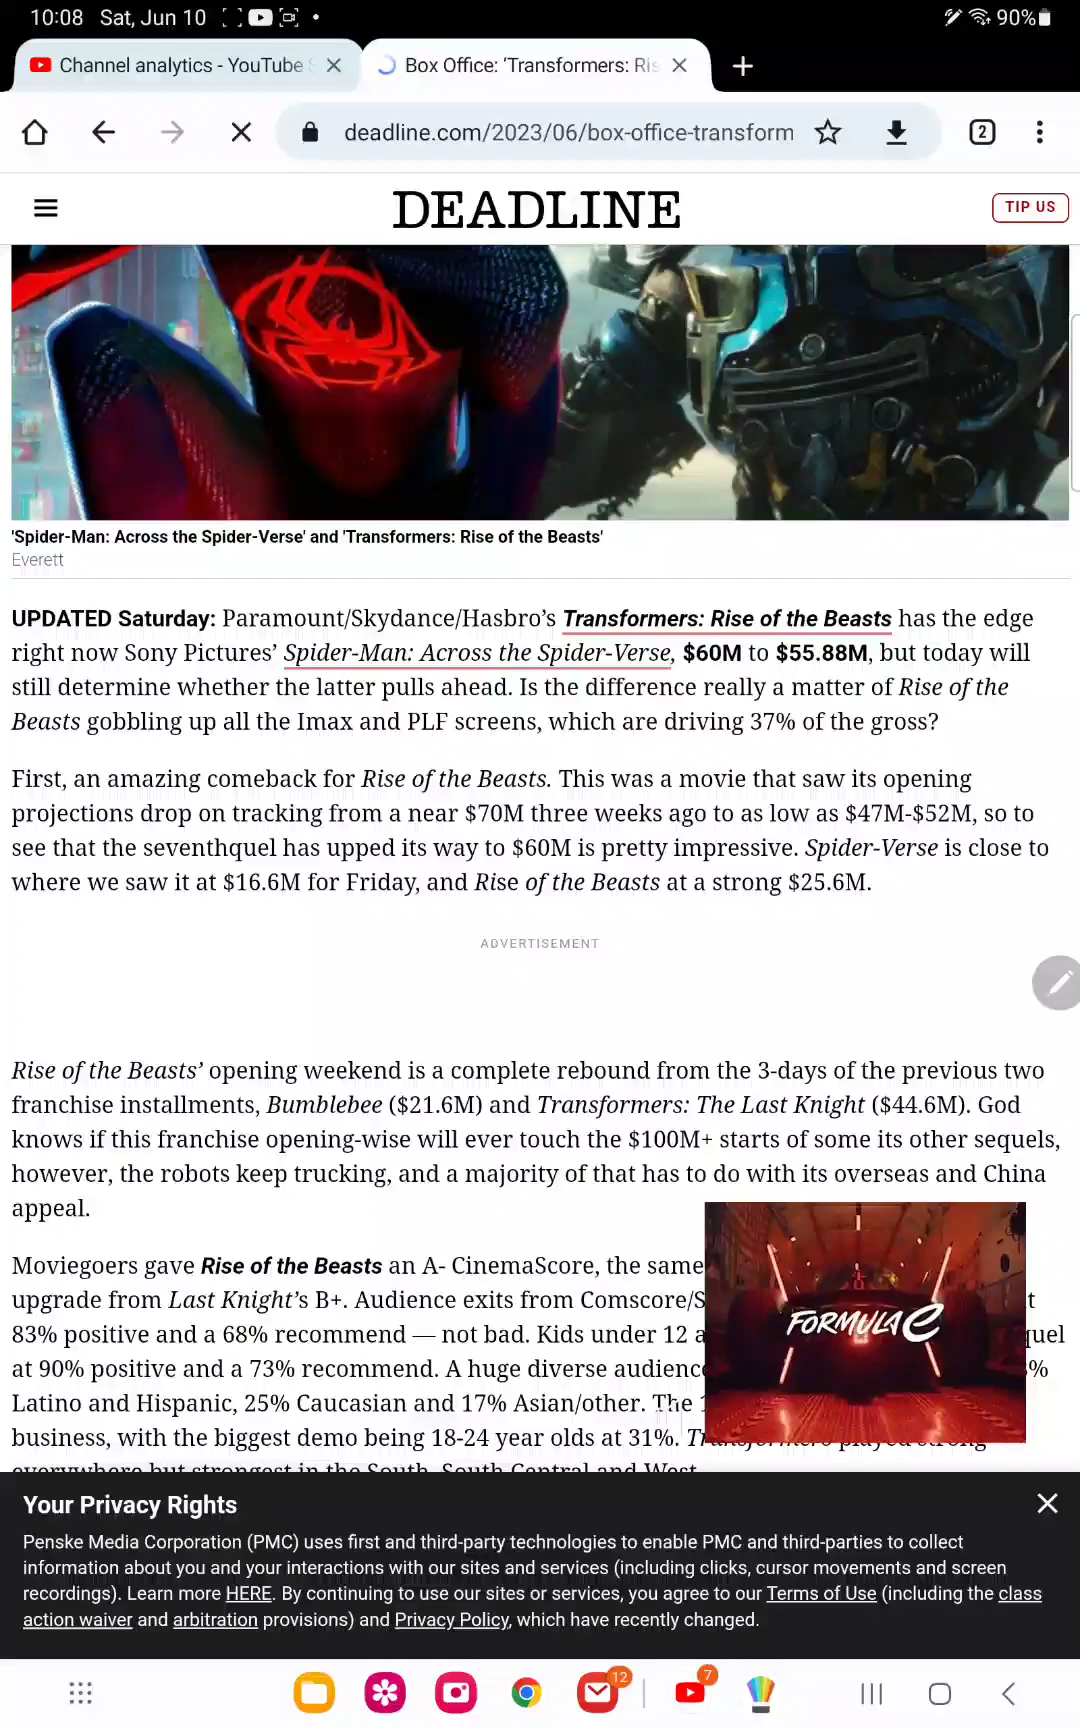 10:08 Sat, Jun 10
90%
Channel analytics - YouTube S
Box Office: 'Transformers: Ris
deadline.com/2023/06/box-office-transform
2
DEADLINE
TIP US
'Spider-Man: Across the Spider-Verse' and 'Transformers: Rise of the Beasts'
Everett
UPDATED Saturday: Paramount/Skydance/Hasbro’s Transformers: Rise of the Beasts has the edge
right now Sony Pictures’ Spider-Man: Across the Spider-Verse, $60M to $55.88M, but today will
still determine whether the latter pulls ahead. Is the difference really a matter of Rise of the
Beasts gobbling up all the Imax and PLF screens, which are driving 37% of the gross?
First, an amazing comeback for Rise of the Beasts. This was a movie that saw its opening
projections drop on tracking from a near $70M three weeks ago to as low as $47M-$52M, so to
see that the seventhquel has upped its way to $60M is pretty impressive. Spider-Verse is close to
where we saw it at $16.6M for Friday, and Rise of the Beasts at a strong $25.6M.
ADVERTISEMENT
Rise of the Beasts’ opening weekend is a complete rebound from the 3-days of the previous two
franchise installments, Bumblebee ($21.6M) and Transformers: The Last Knight ($44.6M). God
knows if this franchise opening-wise will ever touch the $100M+ starts of some its other sequels,
however, the robots keep trucking, and a majority of that has to do with its overseas and China
appeal.
Moviegoers gave Rise of the Beasts an A- CinemaScore, the same
upgrade from Last Knight’s B+. Audience exits from Comscore/S
83% positive and a 68% recommend — not bad. Kids under 12 a
at 90% positive and a 73% recommend. A huge diverse audience
Latino and Hispanic, 25% Caucasian and 17% Asian/other. The 1
business, with the biggest demo being 18-24 year olds at 31%. Transformers played strong
everywhere but strongest in the South, South Central and West
FORMULA E
Your Privacy Rights
Penske Media Corporation (PMC) uses first and third-party technologies to enable PMC and third-parties to collect
information about you and your interactions with our sites and services (including clicks, cursor movements and screen
recordings). Learn more HERE. By continuing to use our sites or services, you agree to our Terms of Use (including the class
action waiver and arbitration provisions) and Privacy Policy, which have recently changed.
12
7